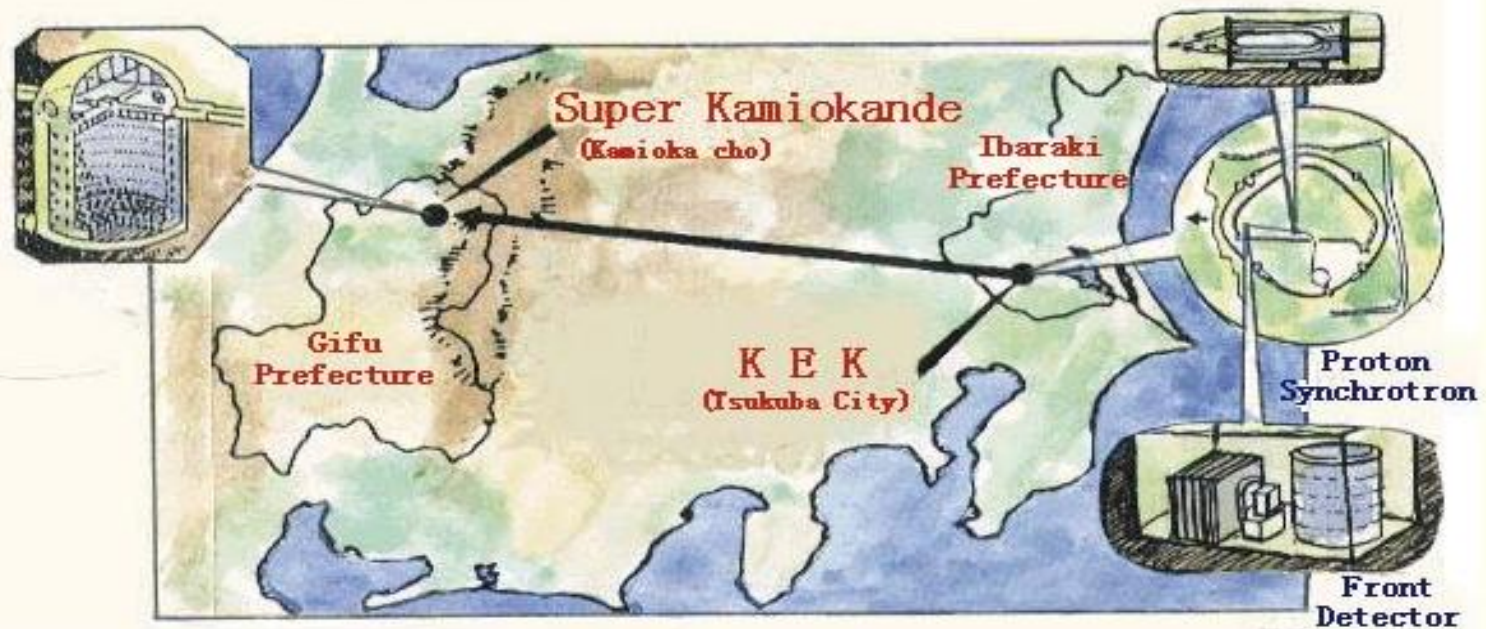 Super Kamiokande
(Kamioka cho)
Ibaraki
Prefecture
Gifu
Prefecture
K E K
(Tsukuba City)
Proton
Synchrotron
Front
Detector